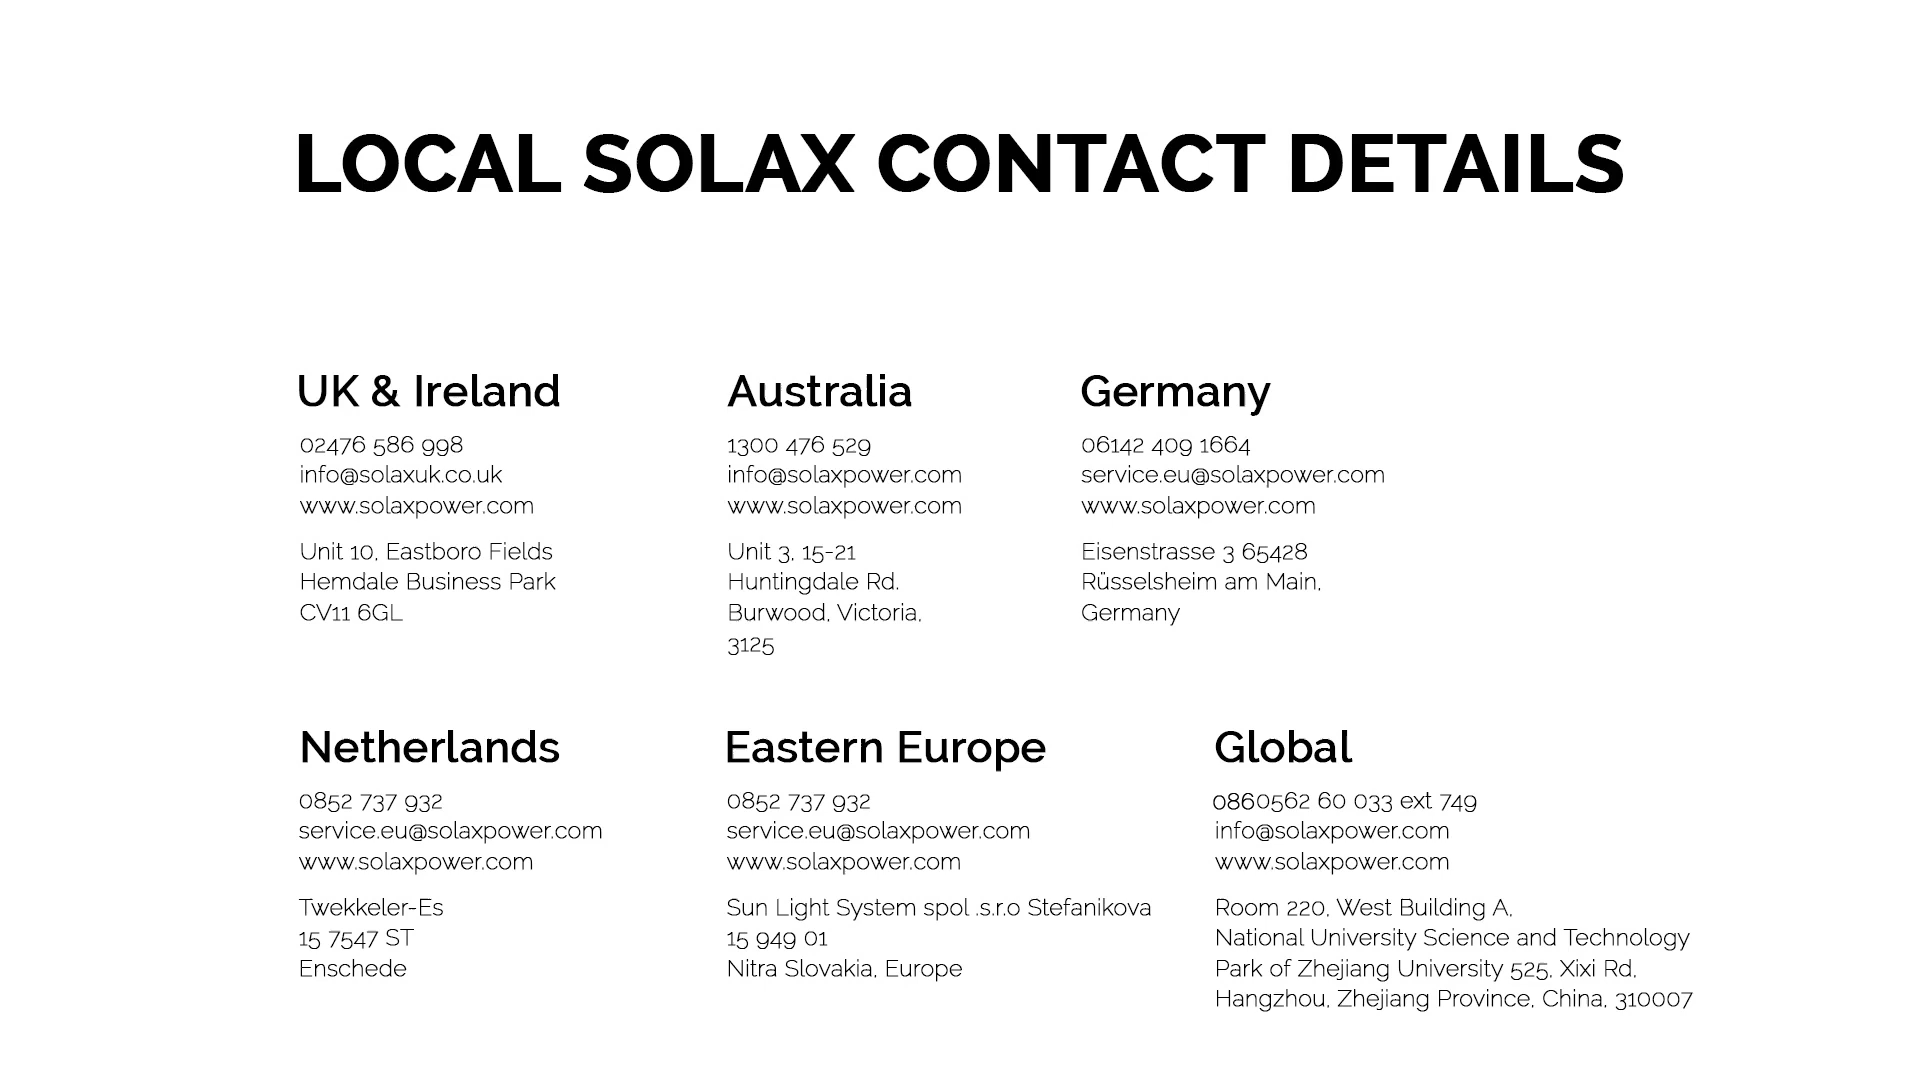 LOCAL SOLAX CONTACT DETAILS
UK & Ireland
02476 586 998
info@solaxuk.co.uk
www.solaxpower.com
Unit 10, Eastboro Fields
Hemdale Business Park
CV11 6GL
Australia
1300 476 529
info@solaxpower.com
www.solaxpower.com
Unit 3, 15-21
Huntingdale Rd.
Burwood, Victoria,
3125
Germany
06142 409 1664
service.eu@solaxpower.com
www.solaxpower.com
Eisenstrasse 3 65428
Rüsselsheim am Main,
Germany
Netherlands
0852 737 932
service.eu@solaxpower.com
www.solaxpower.com
Twekkeler-Es
15 7547 ST
Enschede
Eastern Europe
0852 737 932
service.eu@solaxpower.com
www.solaxpower.com
Sun Light System spol .s.r.o Stefanikova
15 949 01
Nitra Slovakia, Europe
Global
0860562 60 033 ext 749
info@solaxpower.com
www.solaxpower.com
Room 220, West Building A,
National University Science and Technology
Park of Zhejiang University 525, Xixi Rd,
Hangzhou, Zhejiang Province, China, 310007